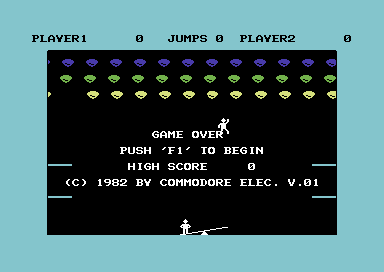 PLAYER1 0 JUMPS 0 PLAYER2 0
GAME OVER
PUSH 'F1' TO BEGIN
HIGH SCORE 0
(C) 1982 BY COMMODORE ELEC. V.01